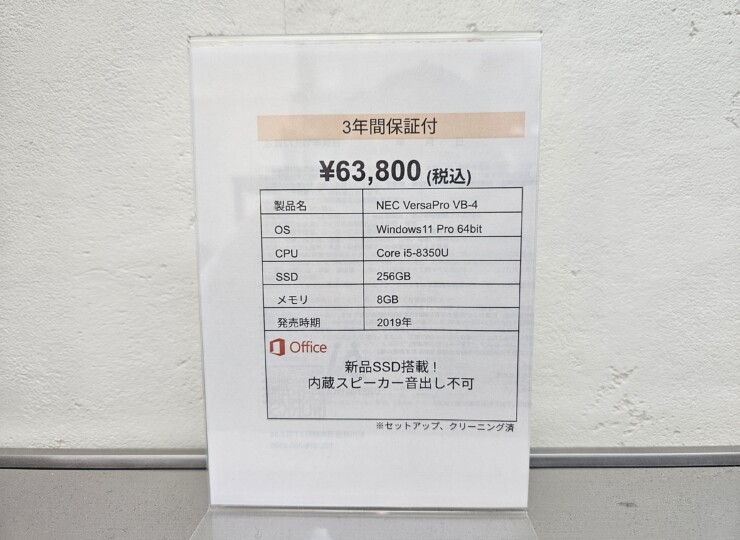 3年間保証付
¥63,800 (税込)
製品名 NEC VersaPro VB-4
OS Windows11 Pro 64bit
CPU Core i5-8350U
SSD 256GB
メモリ 8GB
発売時期 2019年
Office
新品SSD搭載！
内蔵スピーカー音出し不可
※セットアップ、クリーニング済